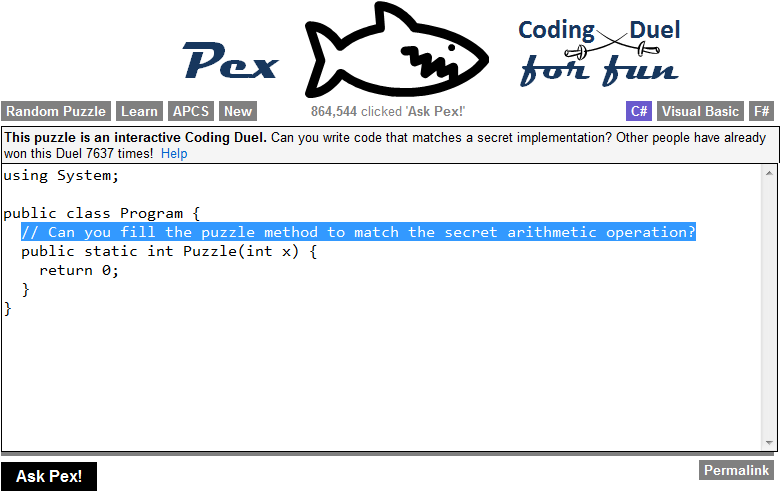 Pex
Coding Duel
for fun
Random Puzzle Learn APCS New 864,544 clicked 'Ask Pex!' C# Visual Basic F#
This puzzle is an interactive Coding Duel. Can you write code that matches a secret implementation? Other people have already
won this Duel 7637 times! Help
using System;
public class Program {
// Can you fill the puzzle method to match the secret arithmetic operation?
public static int Puzzle(int x) {
return 0;
}
}
Ask Pex! Permalink